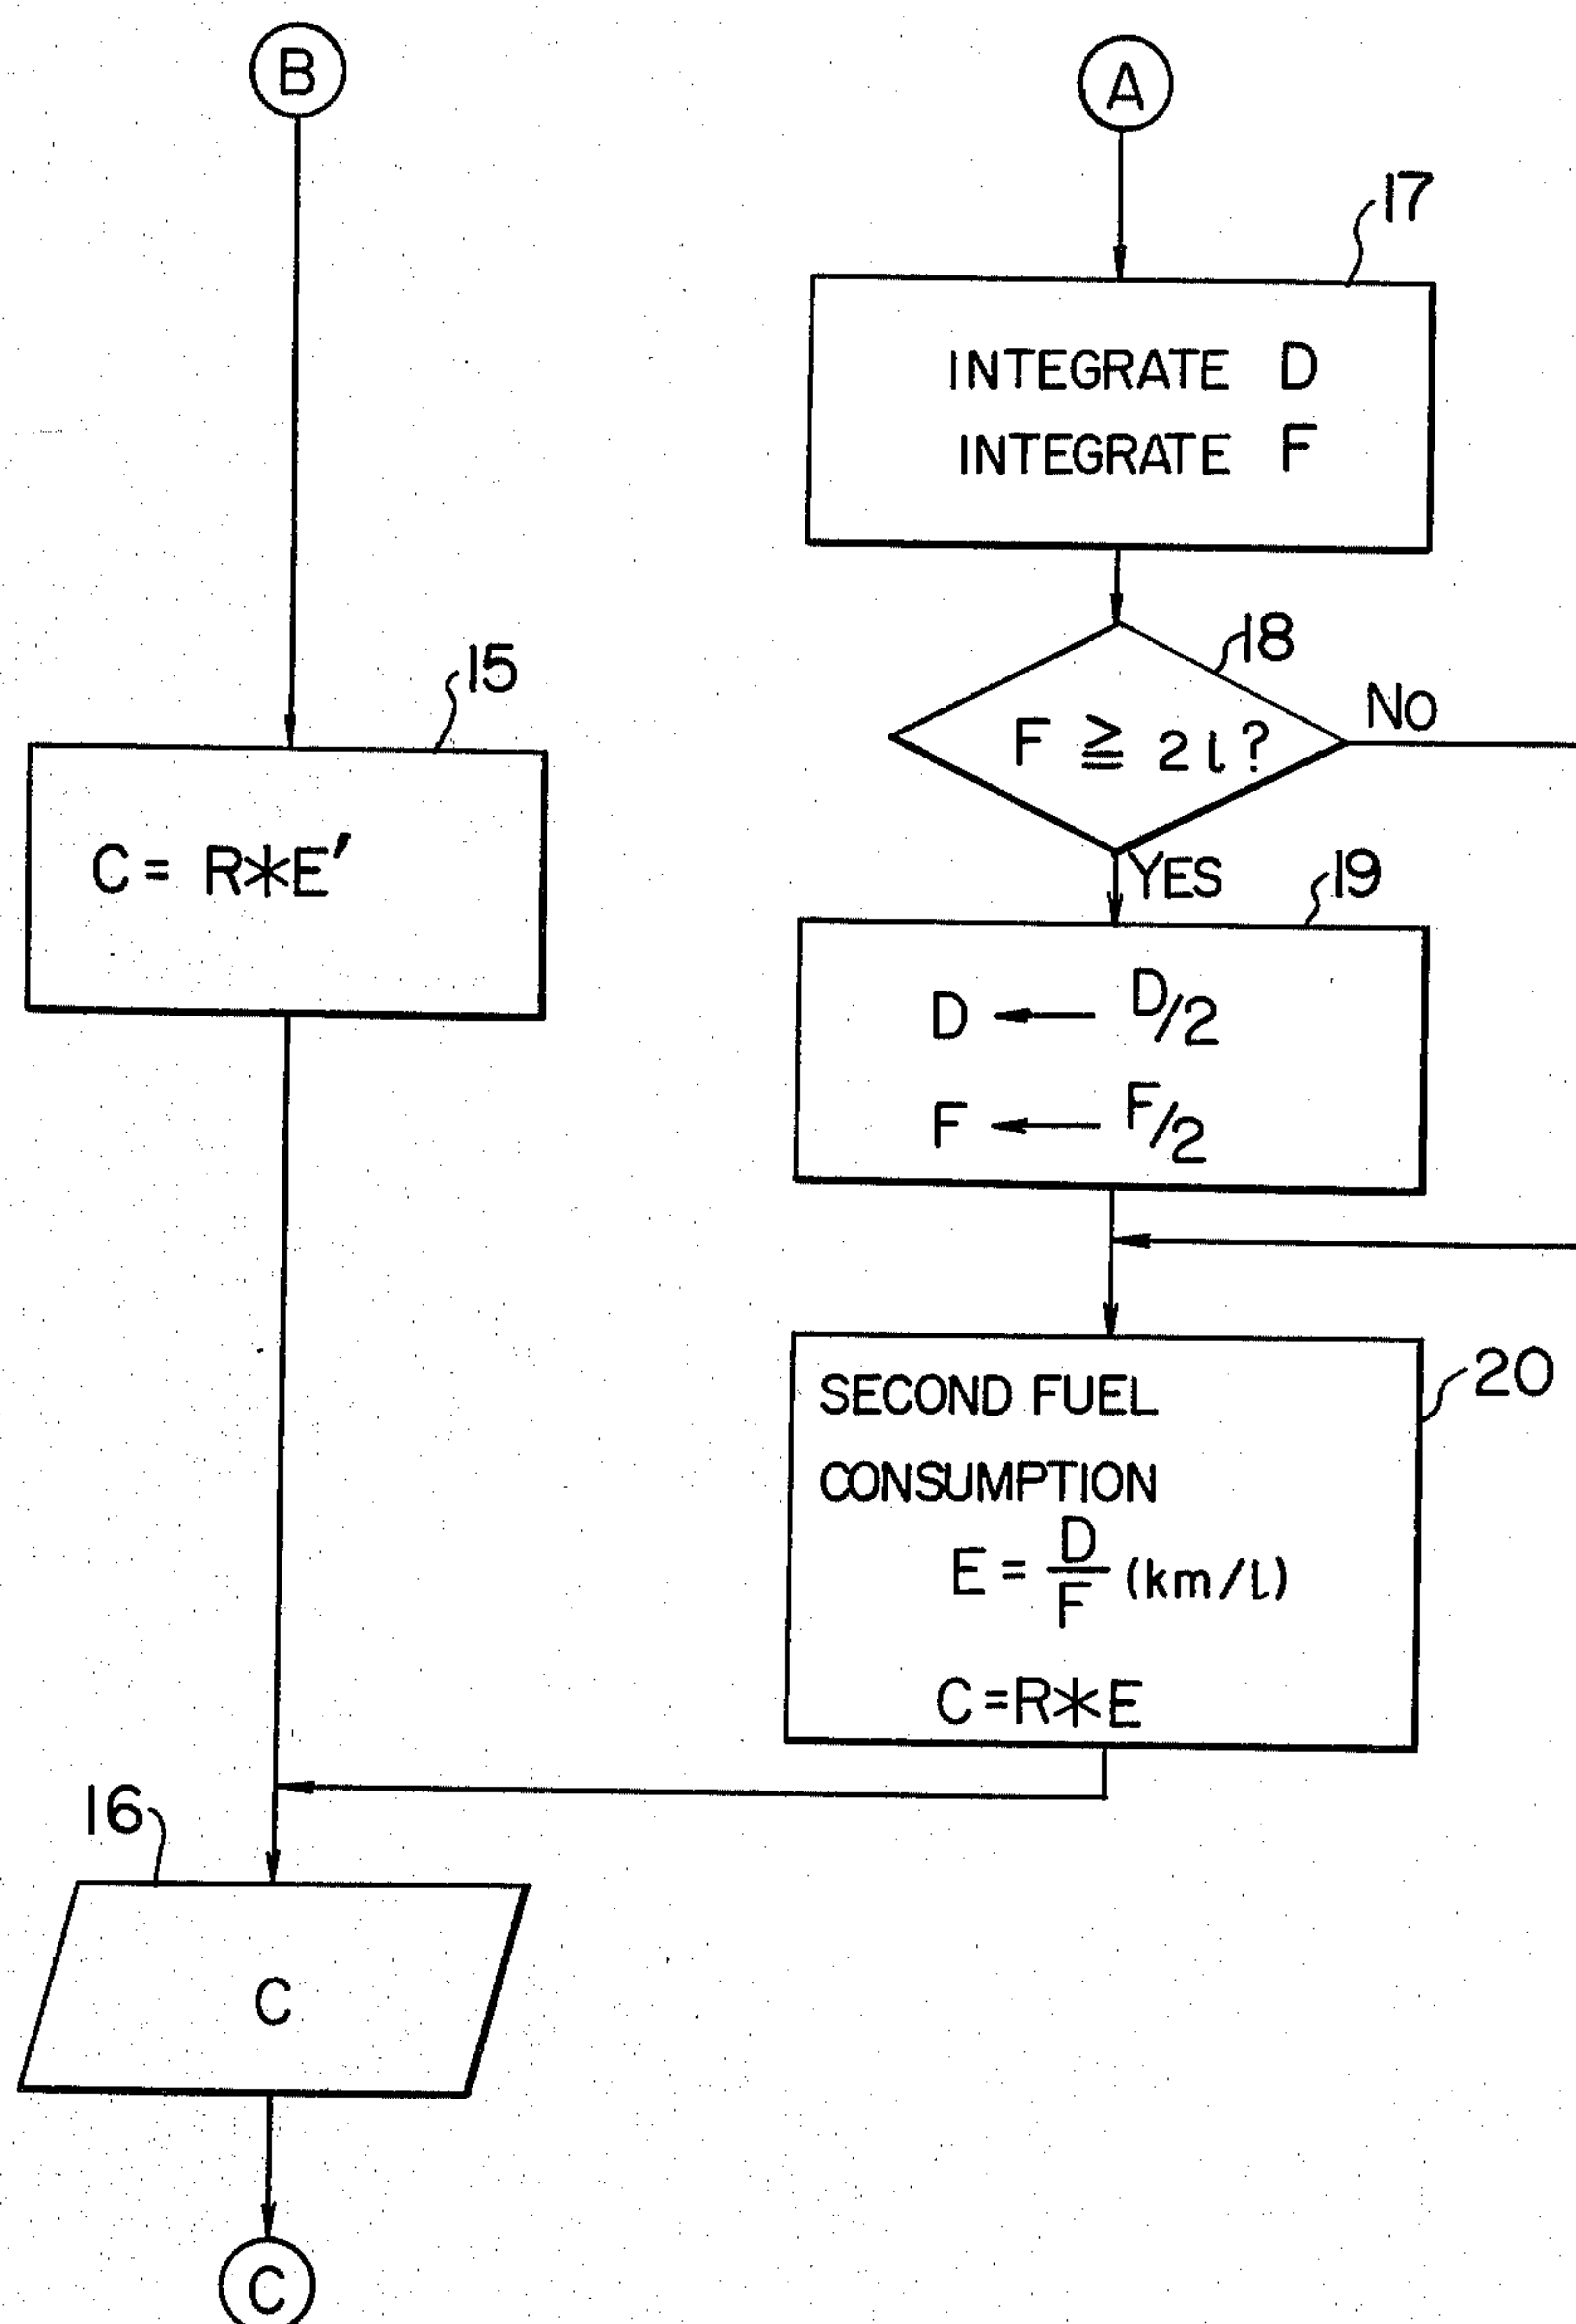 B
A
17
INTEGRATE D
INTEGRATE F
18
F ≧ 2l?
NO
YES
15
C = R*E′
19
D ← D/2
F ← F/2
20
SECOND FUEL
CONSUMPTION
E = D/F (km/l)
C=R*E
16
C
C